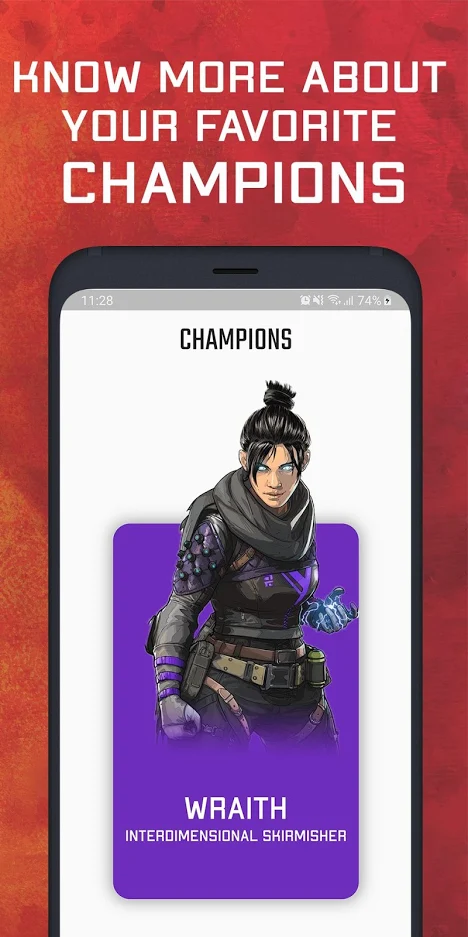 KNOW MORE ABOUT
YOUR FAVORITE
CHAMPIONS
11:28
74%
CHAMPIONS
WRAITH
INTERDIMENSIONAL SKIRMISHER